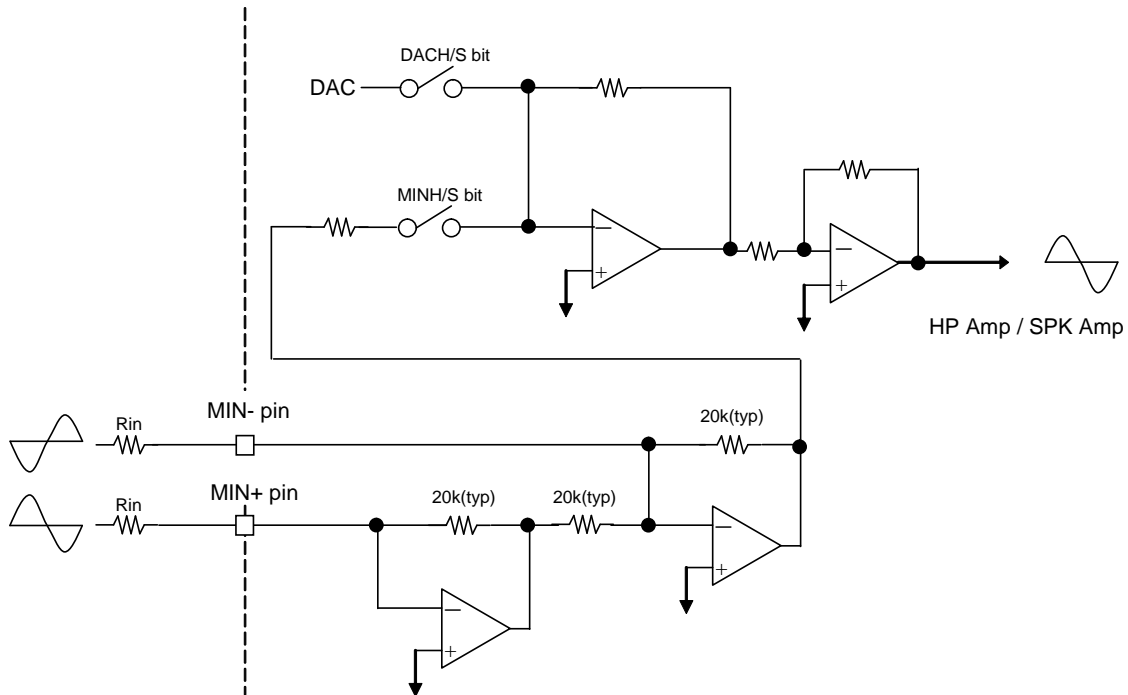 DACH/S bit
DAC
MINH/S bit
−
+
−
+
HP Amp / SPK Amp
MIN- pin
Rin
20k(typ)
MIN+ pin
Rin
20k(typ)
20k(typ)
−
+
−
+